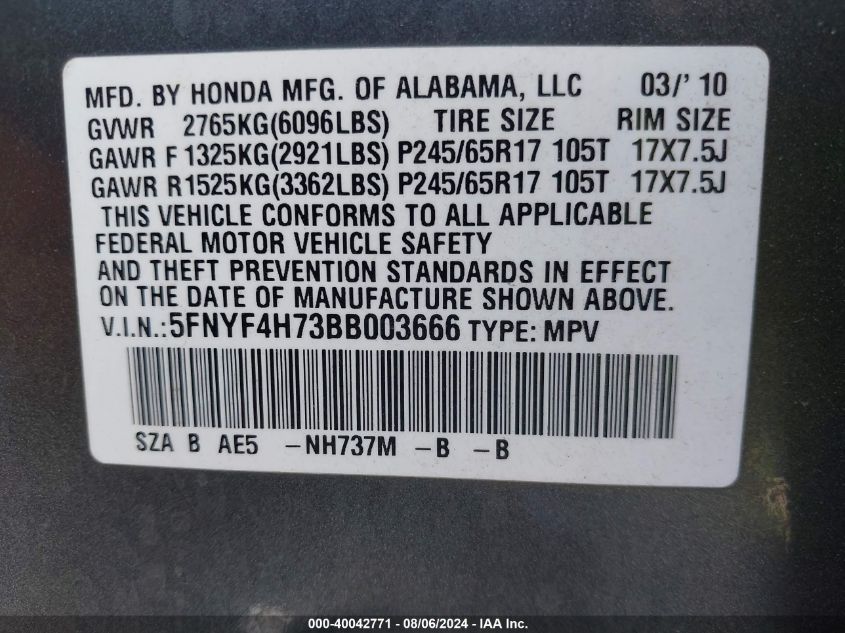 MFD. BY HONDA MFG. OF ALABAMA, LLC 03/' 10
GVWR 2765KG(6096LBS) TIRE SIZE RIM SIZE
GAWR F 1325KG(2921LBS) P245/65R17 105T 17X7.5J
GAWR R 1525KG(3362LBS) P245/65R17 105T 17X7.5J
THIS VEHICLE CONFORMS TO ALL APPLICABLE
FEDERAL MOTOR VEHICLE SAFETY
AND THEFT PREVENTION STANDARDS IN EFFECT
ON THE DATE OF MANUFACTURE SHOWN ABOVE.
V.I.N.:5FNYF4H73BB003666 TYPE: MPV
SZA B AE5 -NH737M -B -B
000-40042771 - 08/06/2024 - IAA Inc.